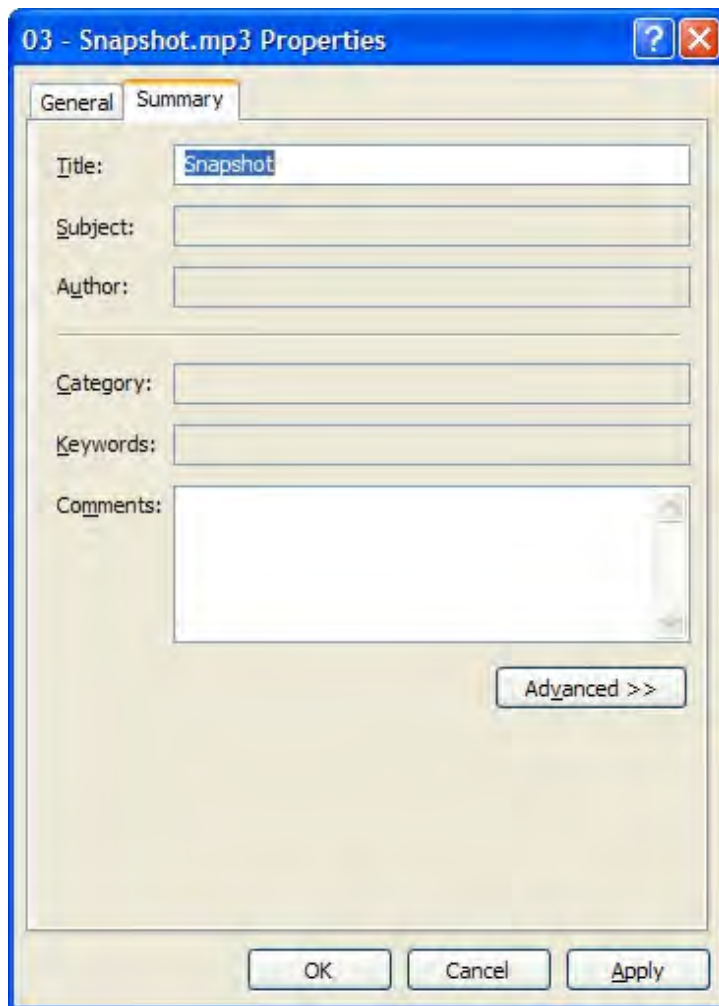 03 - Snapshot.mp3 Properties
General Summary
Title: Snapshot
Subject:
Author:
Category:
Keywords:
Comments:
Advanced >>
OK Cancel Apply